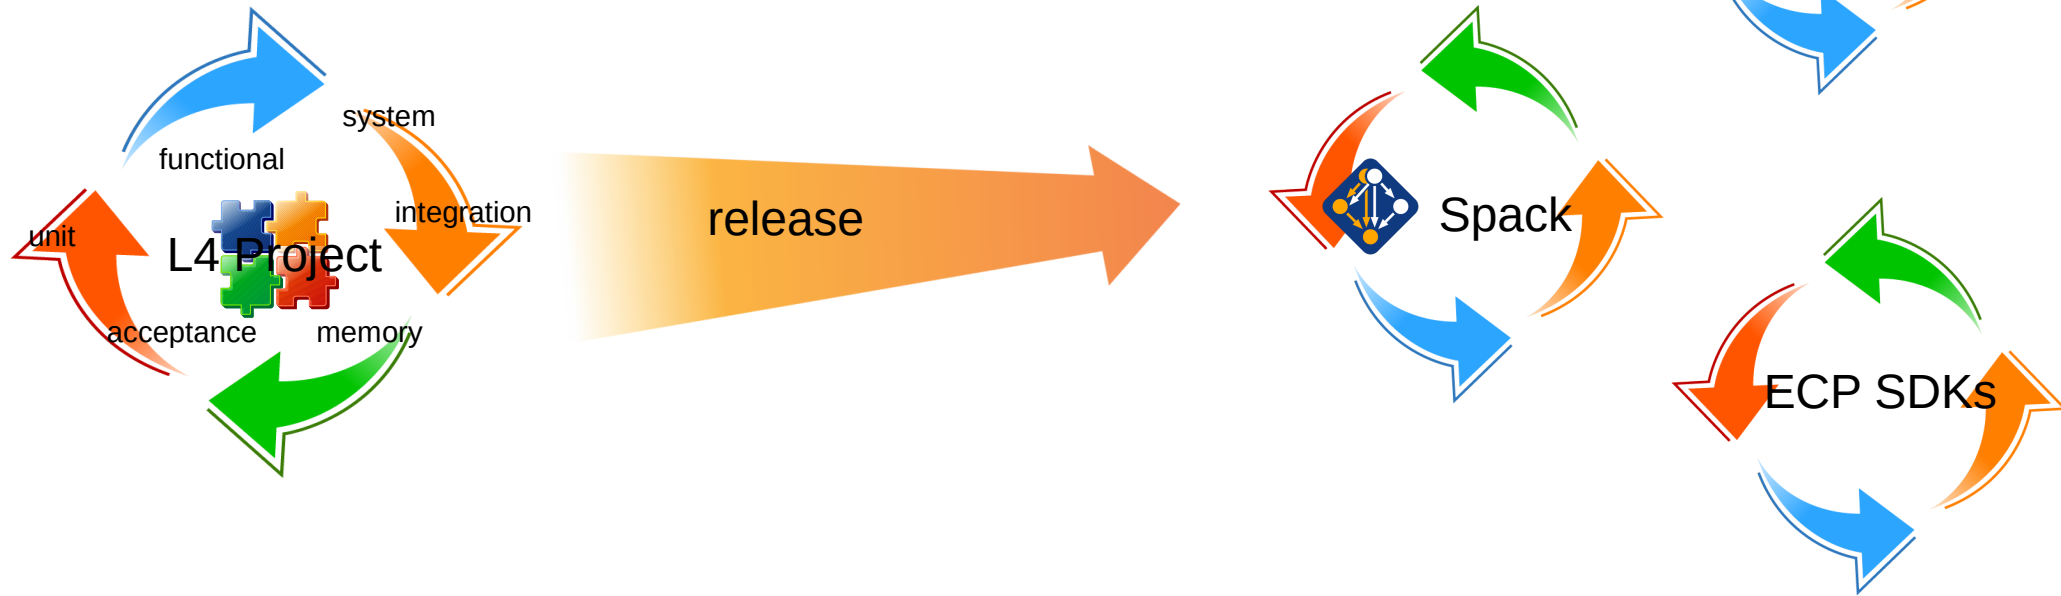 system
functional
integration
unit
L4 Project
acceptance
memory
release
Spack
ECP SDKs